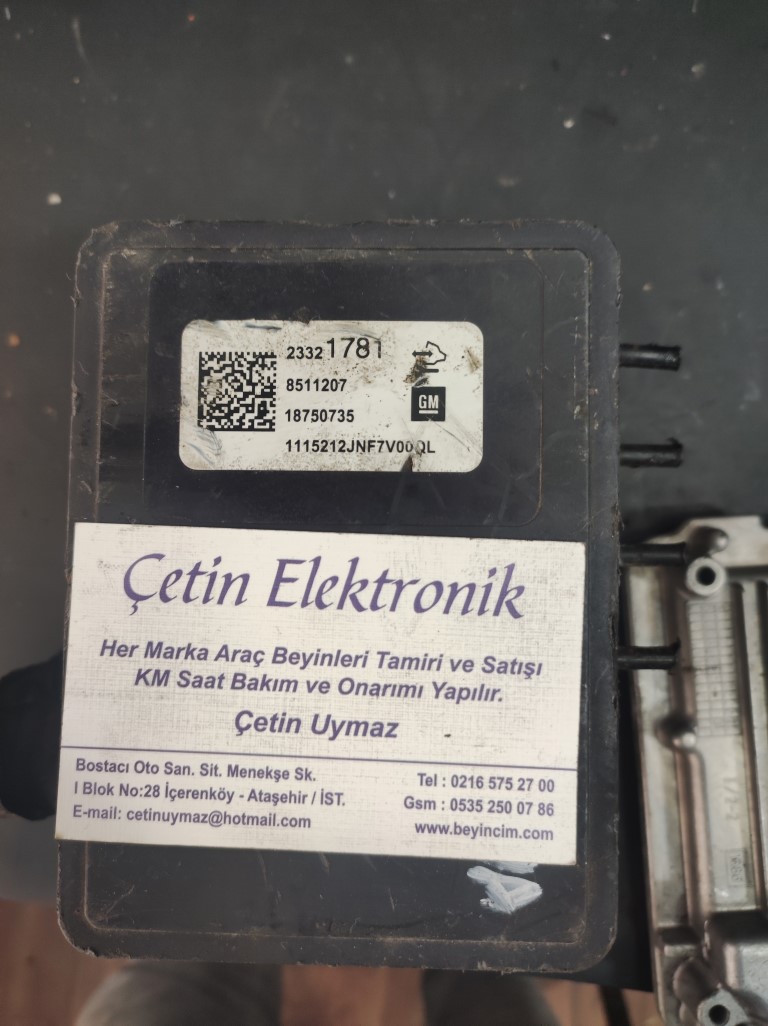 23321781
8511207
GM
18750735
1115212JNF7V00QL
Çetin Elektronik
Her Marka Araç Beyinleri Tamiri ve Satışı
KM Saat Bakım ve Onarımı Yapılır.
Çetin Uymaz
Bostacı Oto San. Sit. Menekşe Sk.
I Blok No:28 İçerenköy - Ataşehir / İST.
E-mail: cetinuymaz@hotmail.com
Tel : 0216 575 27 00
Gsm : 0535 250 07 86
www.beyincim.com